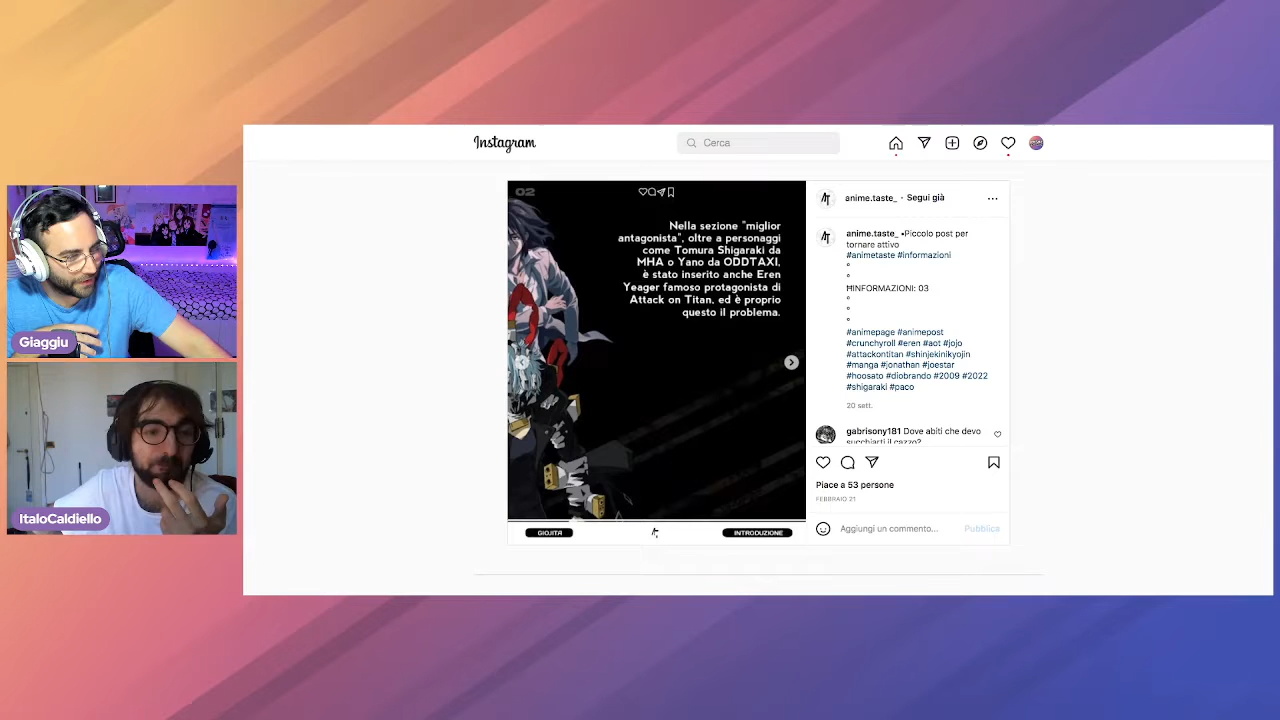 Instagram
Cerca
02
Nella sezione "miglior
antagonista", oltre a personaggi
come Tomura Shigaraki da
MHA o Yano da ODDTAXI,
è stato inserito anche Eren
Yeager famoso protagonista di
Attack on Titan, ed è proprio
questo il problema.
GIOJITA
INTRODUZIONE
anime.taste_ • Segui già
anime.taste_ •Piccolo post per
tornare attivo
#animetaste #informazioni
INFORMAZIONI: 03
#animepage #animepost
#crunchyroll #eren #aot #jojo
#attackontitan #shinjekinikyojin
#manga #jonathan #joestar
#hoosato #diobrando #2009 #2022
#shigaraki #paco
20 sett.
gabrisony181 Dove abiti che devo
succhiarti il cazzo?
Piace a 53 persone
FEBBRAIO 21
Aggiungi un commento...
Pubblica
Giaggiu
ItaloCaldiello